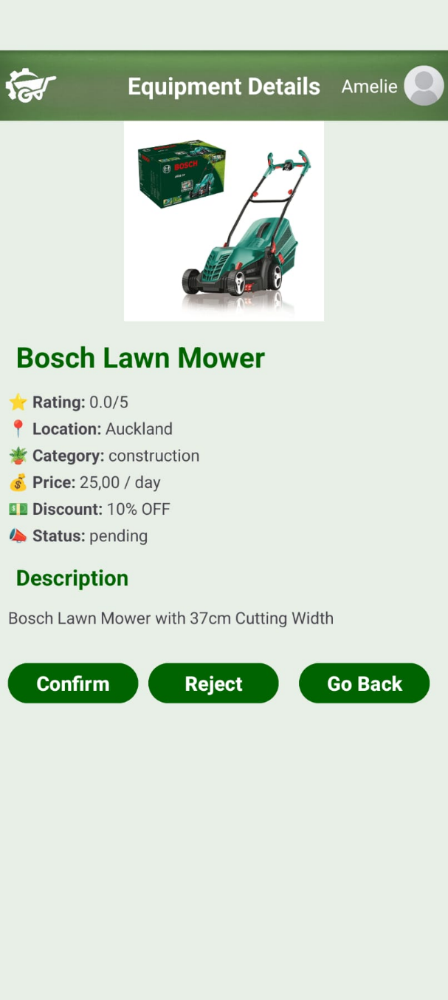 Equipment Details
Amelie
BOSCH
Bosch Lawn Mower
⭐ Rating: 0.0/5
📍 Location: Auckland
🪴 Category: construction
💰 Price: 25,00 / day
💵 Discount: 10% OFF
📣 Status: pending
Description
Bosch Lawn Mower with 37cm Cutting Width
Confirm
Reject
Go Back